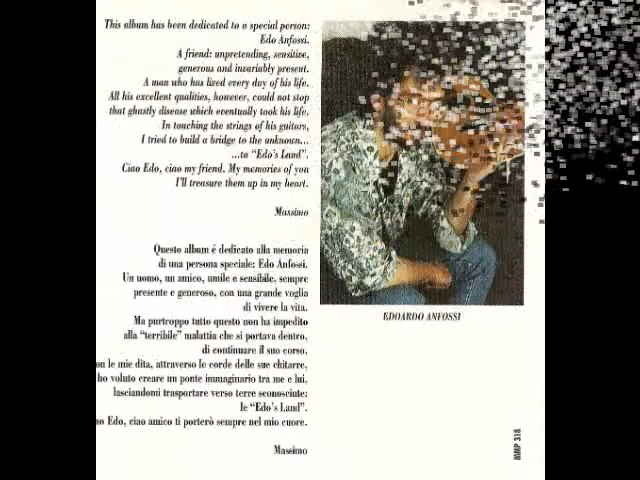 This album has been dedicated to a special person:
Edo Anfossi.
A friend: unpretending, sensitive,
generous and invariably present.
A man who has lived every day of his life.
All his excellent qualities, however, could not stop
that ghastly disease which eventually took his life.
In touching the strings of his guitars,
I tried to build a bridge to the unknown...
...to "Edo's Land".
Ciao Edo, ciao my friend. My memories of you
I'll treasure them up in my heart.
Massimo
Questo album é dedicato alla memoria
di una persona speciale: Edo Anfossi.
Un uomo, un amico, umile e sensibile, sempre
presente e generoso, con una grande voglia
di vivere la vita.
Ma purtroppo tutto questo non ha impedito
alla "terribile" malattia che si portava dentro,
di continuare il suo corso,
on le mie dita, attraverso le corde delle sue chitarre,
ho voluto creare un ponte immaginario tra me e lui,
lasciandomi trasportare verso terre sconosciute:
le "Edo's Land".
ao Edo, ciao amico ti porterò sempre nel mio cuore.
Massimo
EDOARDO ANFOSSI
MMP 318